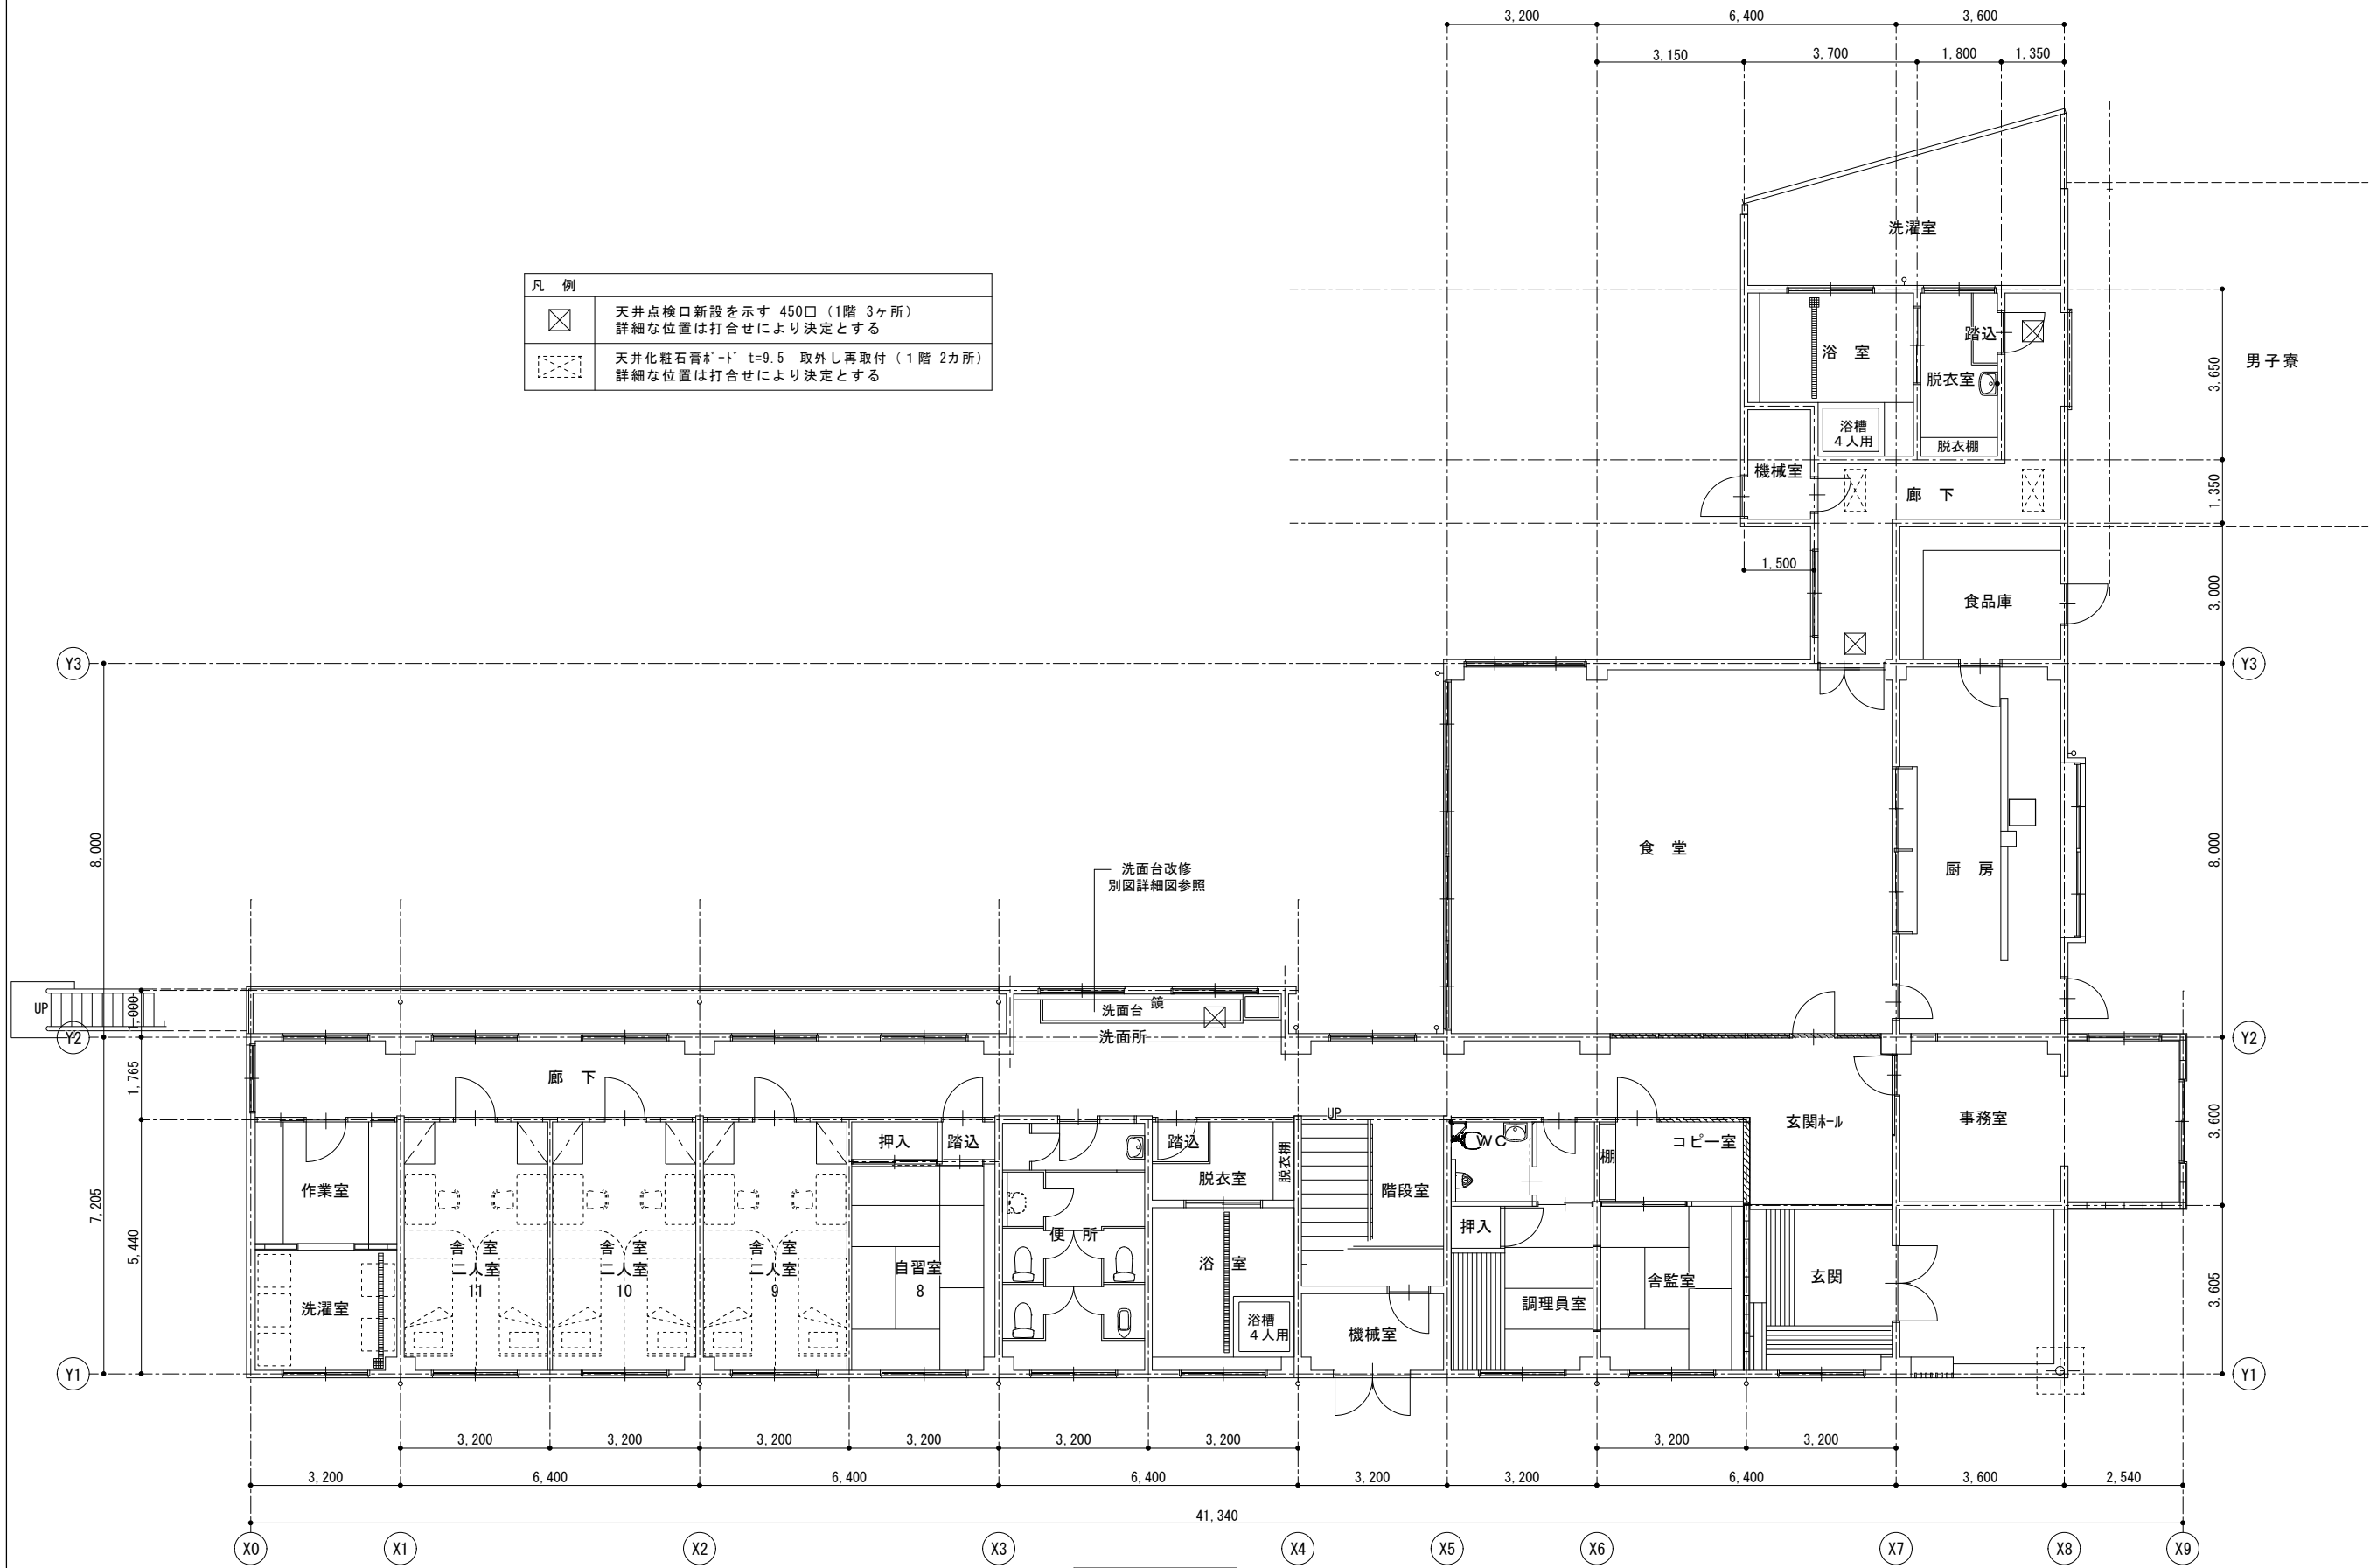 3,200
6,400
3,600
3,150
3,700
1,800
1,350
洗濯室
凡 例
天井点検口新設を示す 450口（1階 3ヶ所）
詳細な位置は打合せにより決定とする
天井化粧石膏ﾎﾞｰﾄﾞ t=9.5 取外し再取付（１階 2カ所）
詳細な位置は打合せにより決定とする
浴 室
踏込
脱衣室
3,650
男子寮
浴槽
４人用
脱衣棚
機械室
廊 下
1,350
1,500
食品庫
3,000
Y3
Y3
8,000
食 堂
厨 房
8,000
洗面台改修
別図詳細図参照
UP
1,000
洗面台
鏡
洗面所
Y2
Y2
1,765
廊 下
UP
玄関ﾎｰﾙ
事務室
3,600
押入
踏込
踏込
脱衣室
脱衣棚
階段室
WC
棚
コピー室
作業室
7,205
5,440
舎 室
二人室
11
舎 室
二人室
10
舎 室
二人室
9
自習室
8
便 所
浴 室
押入
洗濯室
浴槽
４人用
機械室
調理員室
舎監室
玄関
3,605
Y1
Y1
3,200
3,200
3,200
3,200
3,200
3,200
3,200
3,200
3,200
6,400
6,400
6,400
3,200
3,200
6,400
3,600
2,540
41,340
X0
X1
X2
X3
X4
X5
X6
X7
X8
X9